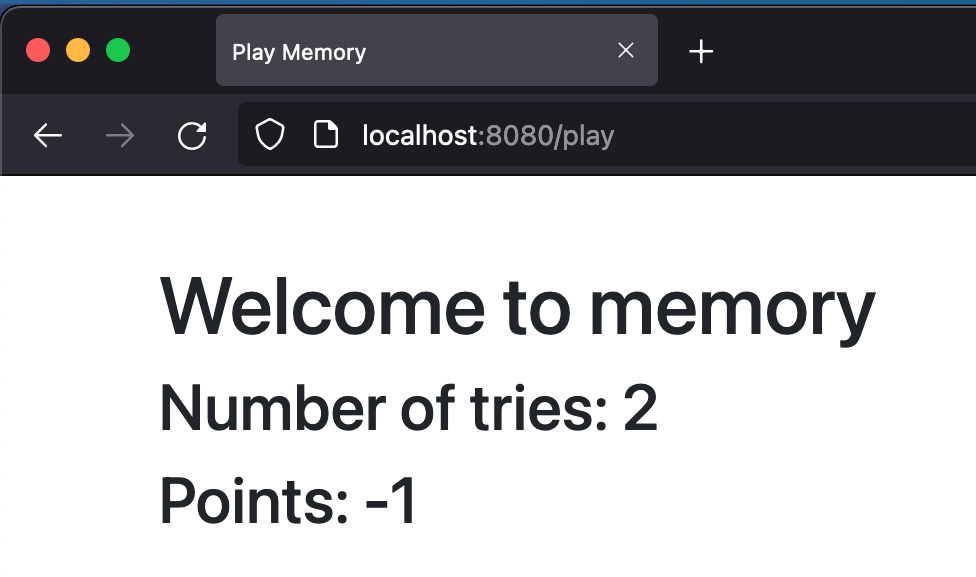 Play Memory
localhost:8080/play
Welcome to memory
Number of tries: 2
Points: -1